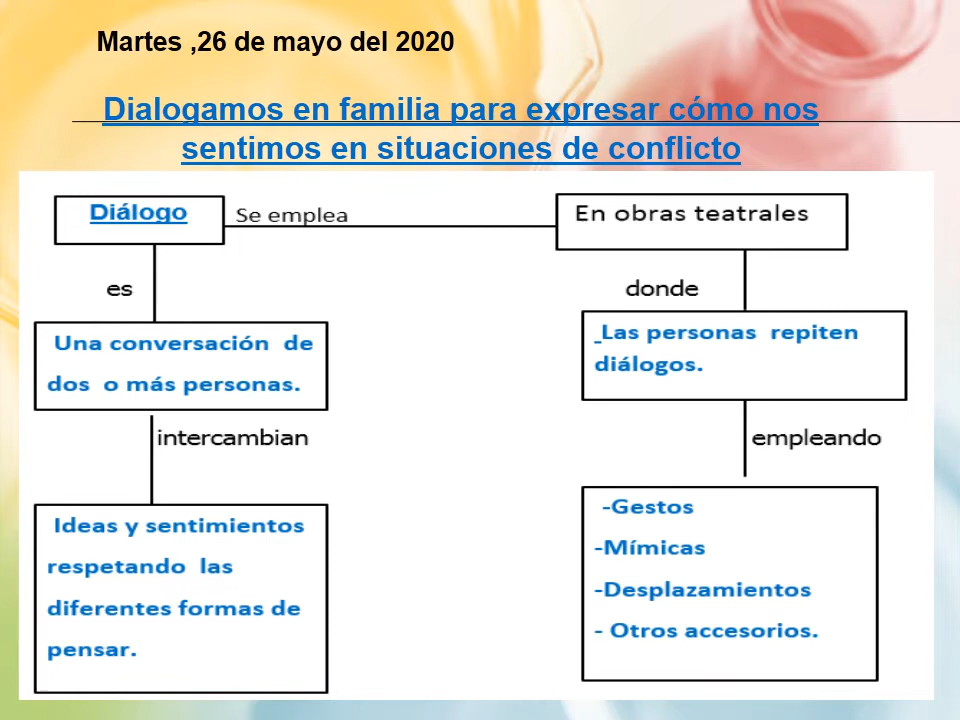 Martes ,26 de mayo del 2020
Dialogamos en familia para expresar cómo nos
sentimos en situaciones de conflicto
Diálogo
Se emplea
En obras teatrales
es
donde
Una conversación de
dos o más personas.
Las personas repiten
diálogos.
intercambian
empleando
Ideas y sentimientos
respetando las
diferentes formas de
pensar.
-Gestos
-Mímicas
-Desplazamientos
- Otros accesorios.